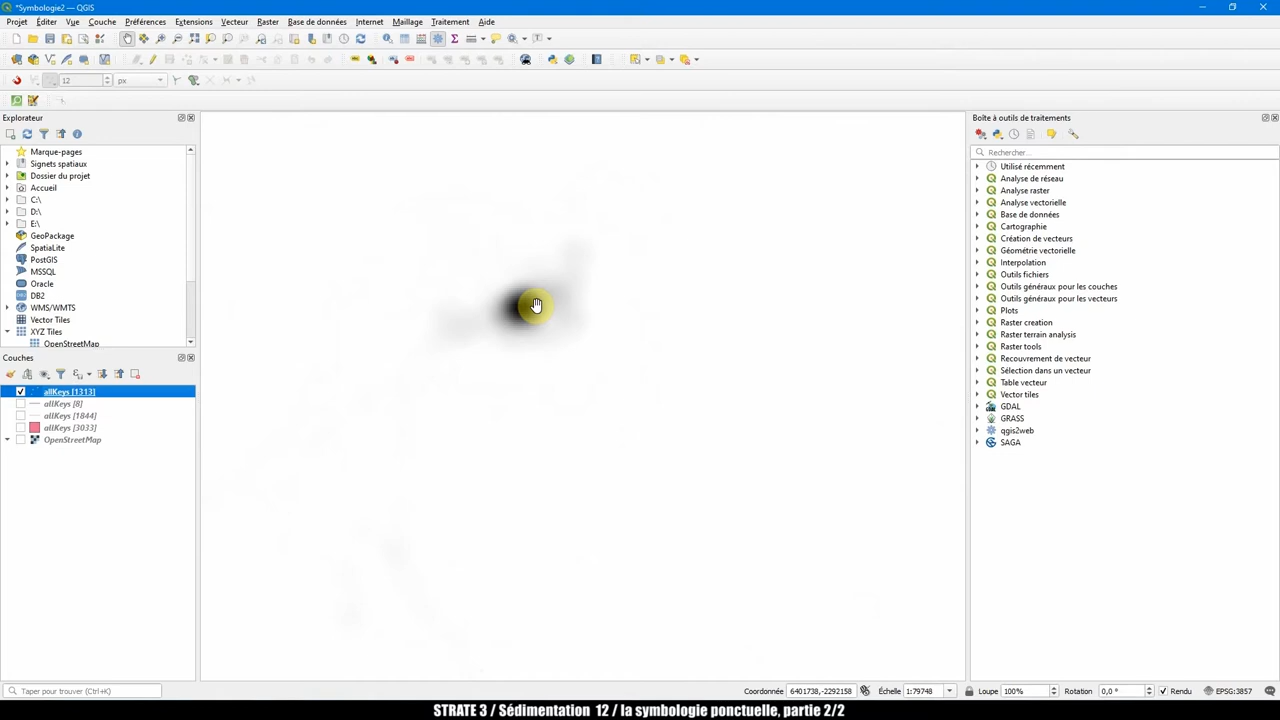 *Symbologie2 — QGIS
Projet Éditer Vue Couche Préférences Extensions Vecteur Raster Base de données Internet Maillage Traitement Aide
12 px
Explorateur
Marque-pages
Signets spatiaux
Dossier du projet
Accueil
C:\
D:\
E:\
GeoPackage
SpatiaLite
PostGIS
MSSQL
Oracle
DB2
WMS/WMTS
Vector Tiles
XYZ Tiles
OpenStreetMap
Couches
allKeys [1313]
allKeys [8]
allKeys [1844]
allKeys [3033]
OpenStreetMap
Boîte à outils de traitements
Rechercher...
Utilisé récemment
Analyse de réseau
Analyse raster
Analyse vectorielle
Base de données
Cartographie
Création de vecteurs
Géométrie vectorielle
Interpolation
Outils fichiers
Outils généraux pour les couches
Outils généraux pour les vecteurs
Plots
Raster creation
Raster terrain analysis
Raster tools
Recouvrement de vecteur
Sélection dans un vecteur
Table vecteur
Vector tiles
GDAL
GRASS
qgis2web
SAGA
Taper pour trouver (Ctrl+K) Coordonnée 6401738,-2292158 Échelle 1:79748 Loupe 100% Rotation 0,0 ° Rendu EPSG:3857
STRATE 3 / Sédimentation 12 / la symbologie ponctuelle, partie 2/2